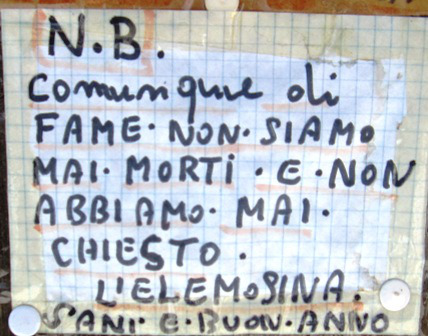 N.B.
comunque di
FAME·NON·SIAMO
MAI·MORTi·E·NON
ABBIAMO·MAI·
CHIESTO·
L'ELEMOSINA.
SANI·E·BUON·ANNO